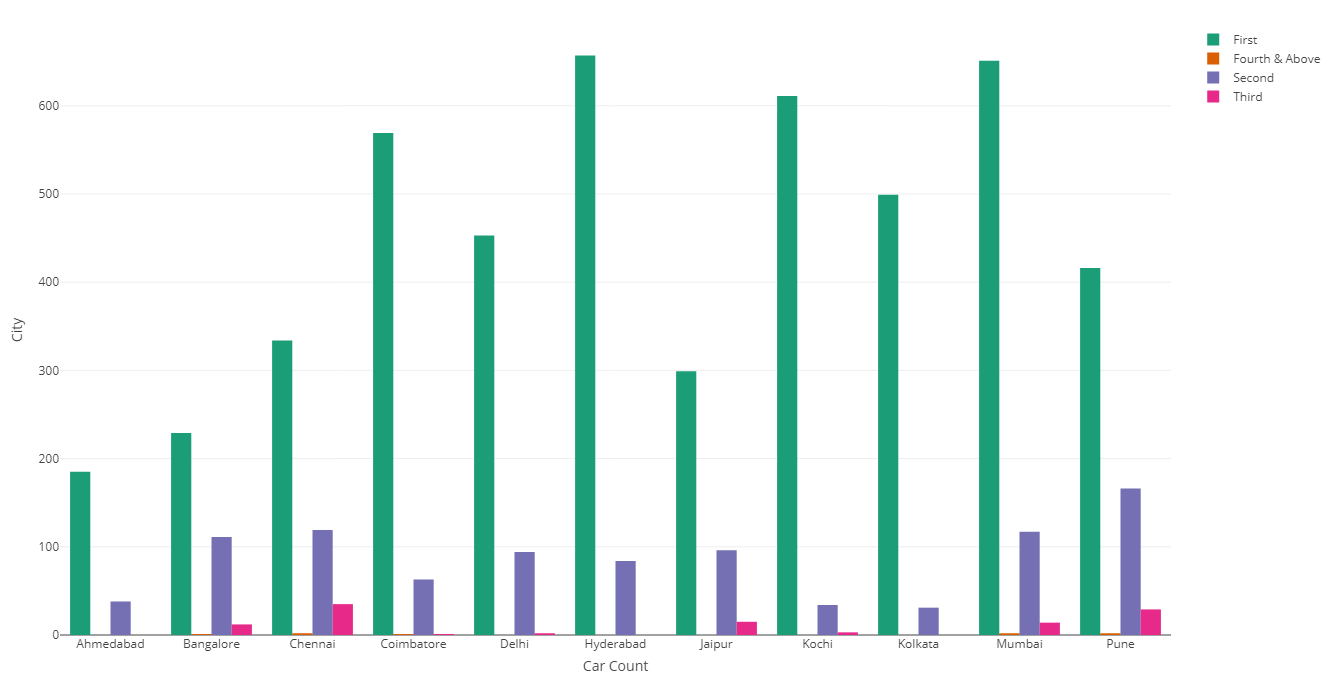 First
Fourth & Above
Second
Third
600
500
400
300
200
100
0
City
Ahmedabad Bangalore Chennai Coimbatore Delhi Hyderabad Jaipur Kochi Kolkata Mumbai Pune
Car Count